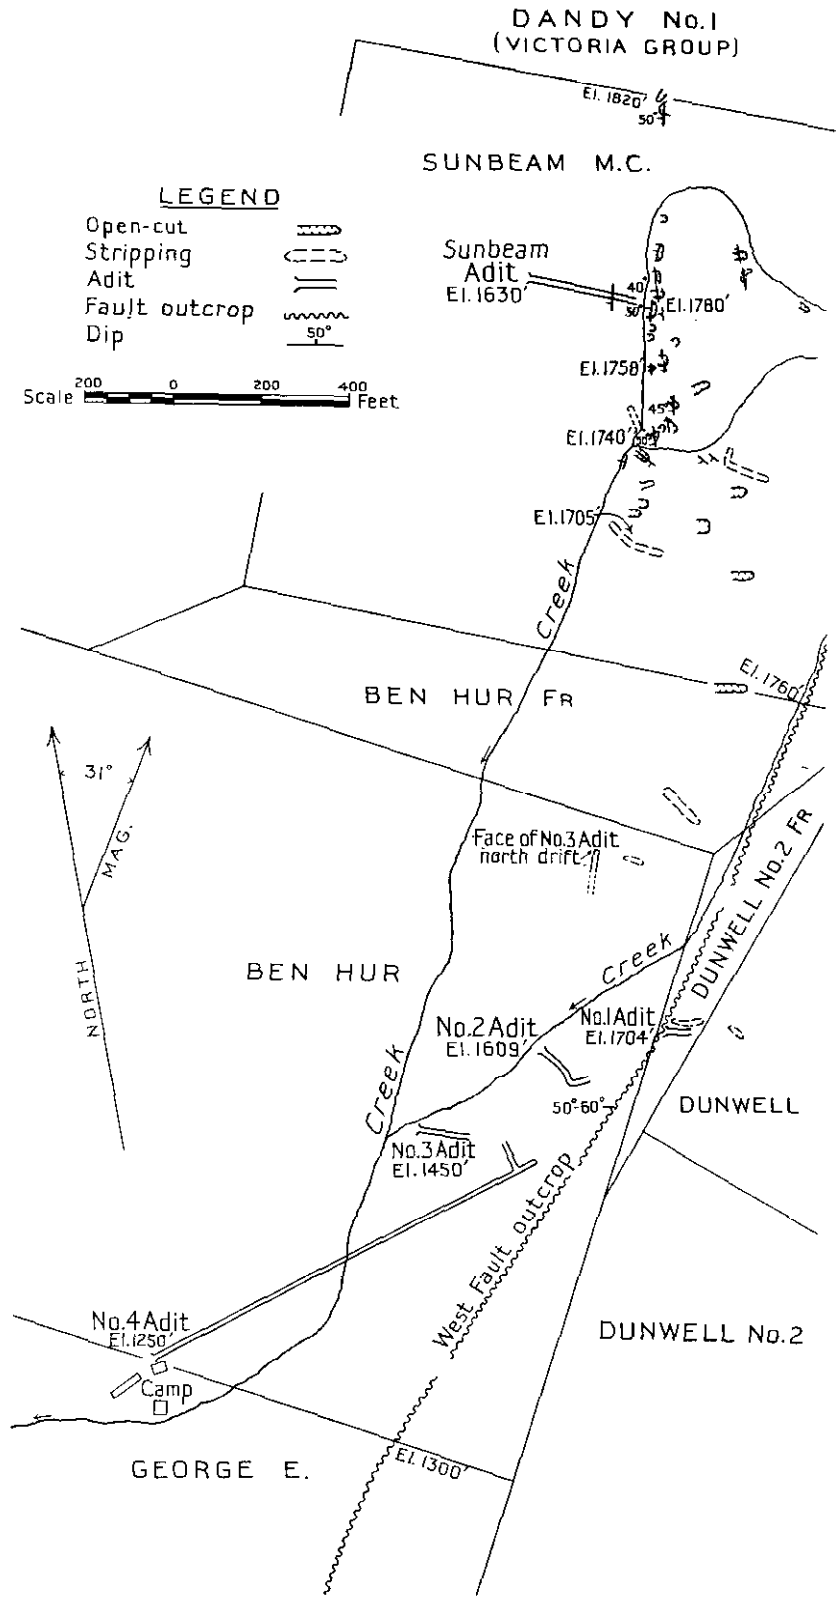 DANDY No.1
(VICTORIA GROUP)
El. 1820'
50°
SUNBEAM M.C.
LEGEND
Open-cut
Stripping
Adit
Fault outcrop
Dip
50°
200 0 200 400
Scale Feet
Sunbeam
Adit
El. 1630'
40°
50°
El. 1780'
El. 1758'
45°
El. 1740'
50°
El. 1705'
Creek
El. 1760'
BEN HUR FR
31°
MAG.
NORTH
Face of No.3 Adit
north drift
DUNWELL No.2 FR
BEN HUR
Creek
No.1 Adit
El. 1704'
No.2 Adit
El. 1609'
50°-60°
DUNWELL
Creek
No.3 Adit
El. 1450'
West Fault outcrop
No.4 Adit
El. 1250'
DUNWELL No.2
Camp
GEORGE E.
El. 1300'